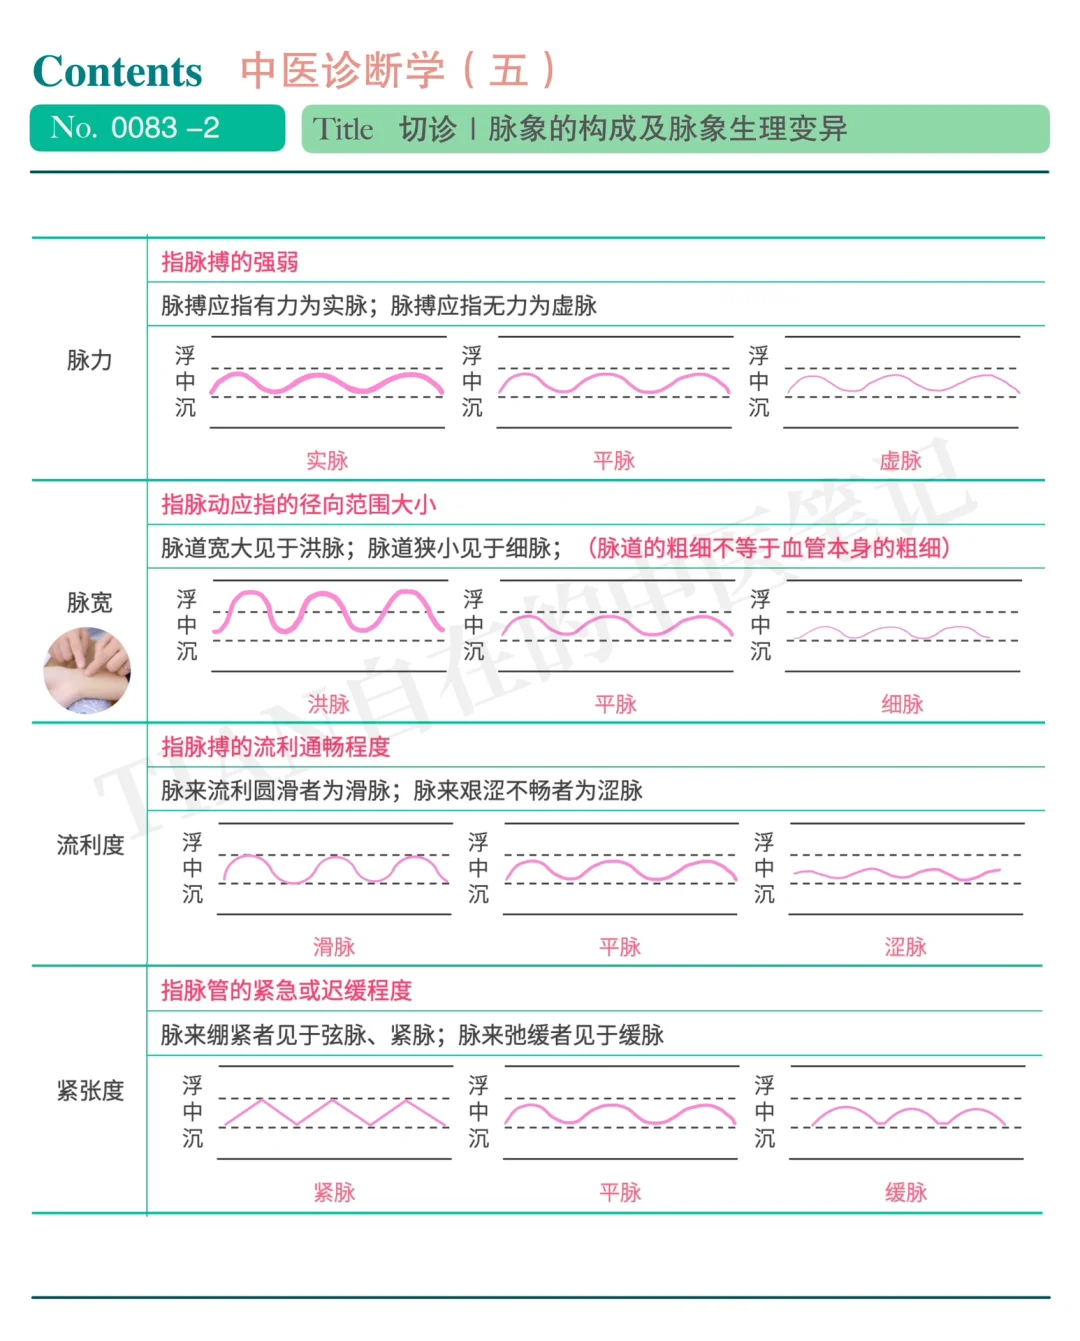 Contents 中医诊断学（五）
No. 0083 –2
Title 切诊 | 脉象的构成及脉象生理变异
脉力
指脉搏的强弱
脉搏应指有力为实脉；脉搏应指无力为虚脉
浮
中
沉
实脉
浮
中
沉
平脉
浮
中
沉
虚脉
脉宽
指脉动应指的径向范围大小
脉道宽大见于洪脉；脉道狭小见于细脉；（脉道的粗细不等于血管本身的粗细）
浮
中
沉
洪脉
浮
中
沉
平脉
浮
中
沉
细脉
流利度
指脉搏的流利通畅程度
脉来流利圆滑者为滑脉；脉来艰涩不畅者为涩脉
浮
中
沉
滑脉
浮
中
沉
平脉
浮
中
沉
涩脉
紧张度
指脉管的紧急或迟缓程度
脉来绷紧者见于弦脉、紧脉；脉来弛缓者见于缓脉
浮
中
沉
紧脉
浮
中
沉
平脉
浮
中
沉
缓脉
TIAN自在的中医笔记